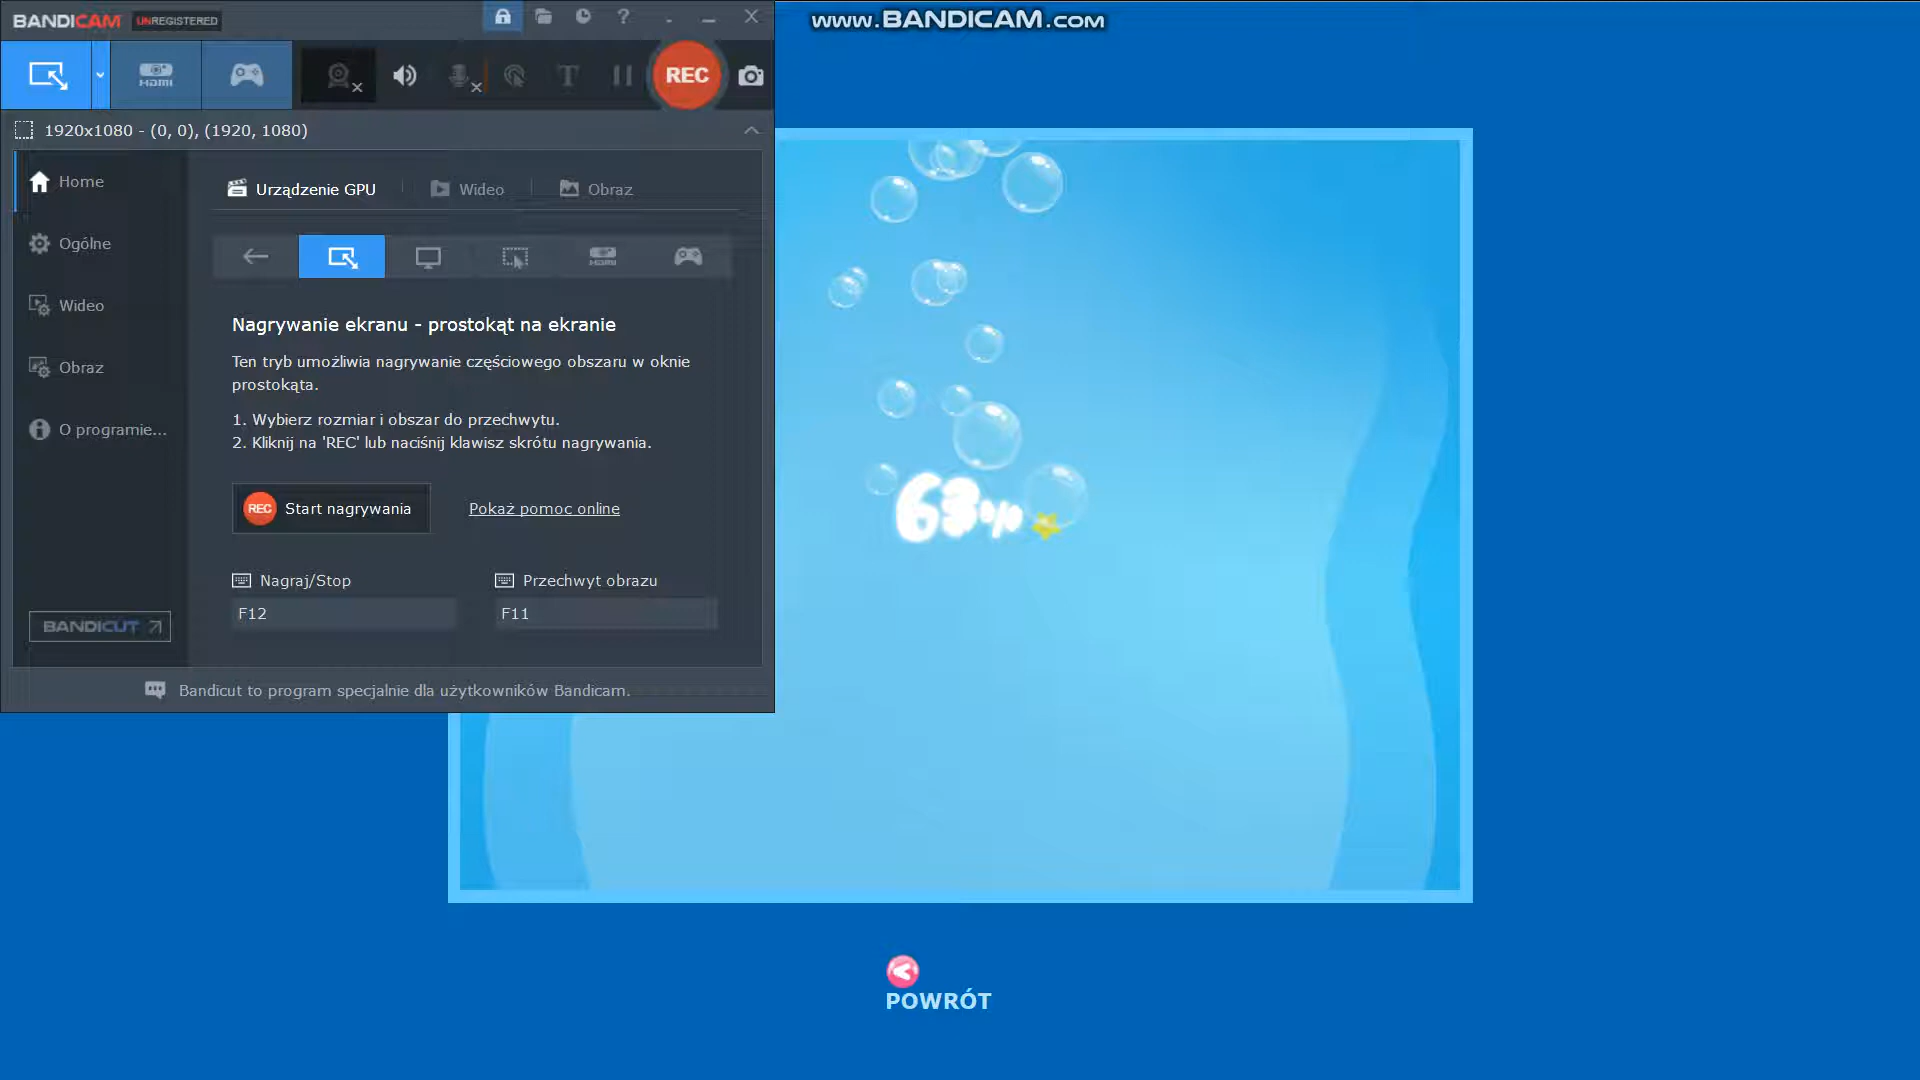 BANDICAM UNREGISTERED
www.BANDICAM.com
HDMI
REC
1920x1080 - (0, 0), (1920, 1080)
Home
Ogólne
Wideo
Obraz
O programie...
BANDICUT
Urządzenie GPU
Wideo
Obraz
HDMI
Nagrywanie ekranu - prostokąt na ekranie
Ten tryb umożliwia nagrywanie częściowego obszaru w oknie
prostokąta.
1. Wybierz rozmiar i obszar do przechwytu.
2. Kliknij na 'REC' lub naciśnij klawisz skrótu nagrywania.
REC Start nagrywania
Pokaż pomoc online
Nagraj/Stop
Przechwyt obrazu
F12
F11
Bandicut to program specjalnie dla użytkowników Bandicam.
63%
POWRÓT